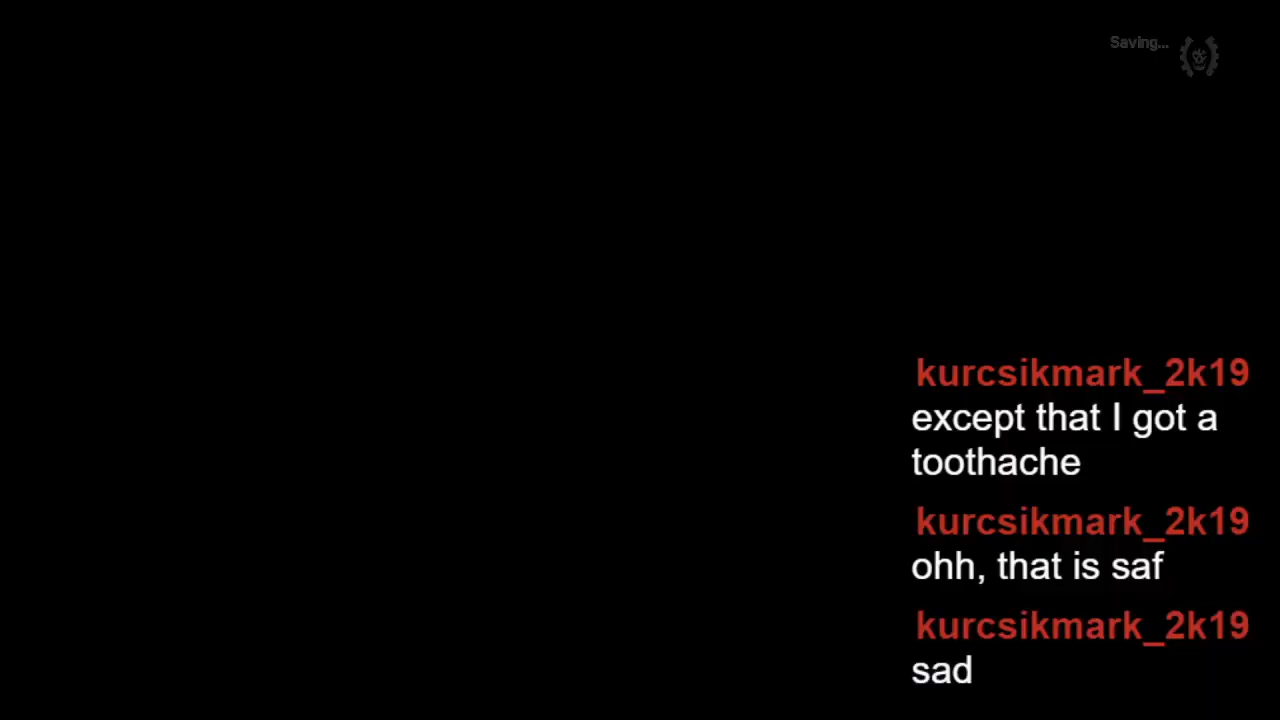 Saving...
kurcsikmark_2k19
except that I got a
toothache
kurcsikmark_2k19
ohh, that is saf
kurcsikmark_2k19
sad